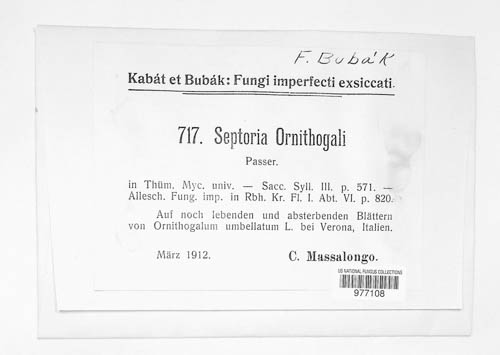 F. Bubák
Kabát et Bubák: Fungi imperfecti exsiccati.
717. Septoria Ornithogali
Passer.
in Thüm. Myc. univ. — Sacc. Syll. III. p. 571. —
Allesch. Fung. imp. in Rbh. Kr. Fl. I. Abt. VI. p. 820.
Auf noch lebenden und absterbenden Blättern
von Ornithogalum umbellatum L. bei Verona, Italien.
März 1912. C. Massalongo.
US NATIONAL FUNGUS COLLECTIONS
977108